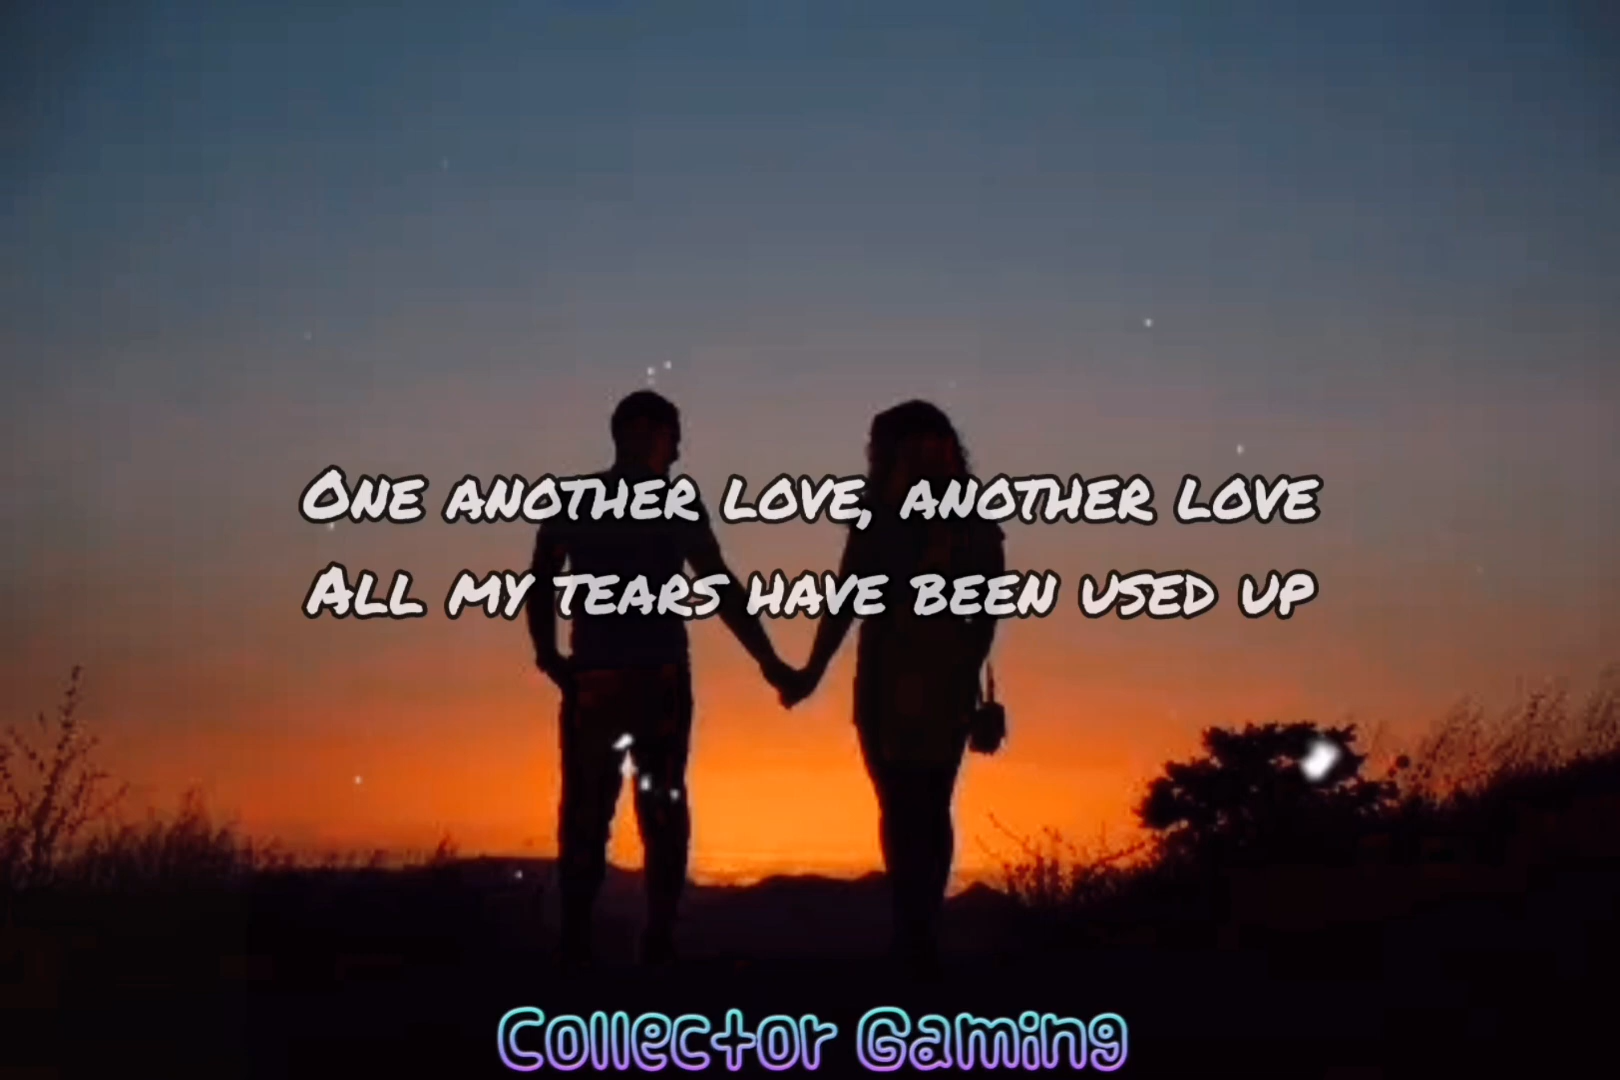 One another love, another love
All my tears have been used up
Collector Gaming